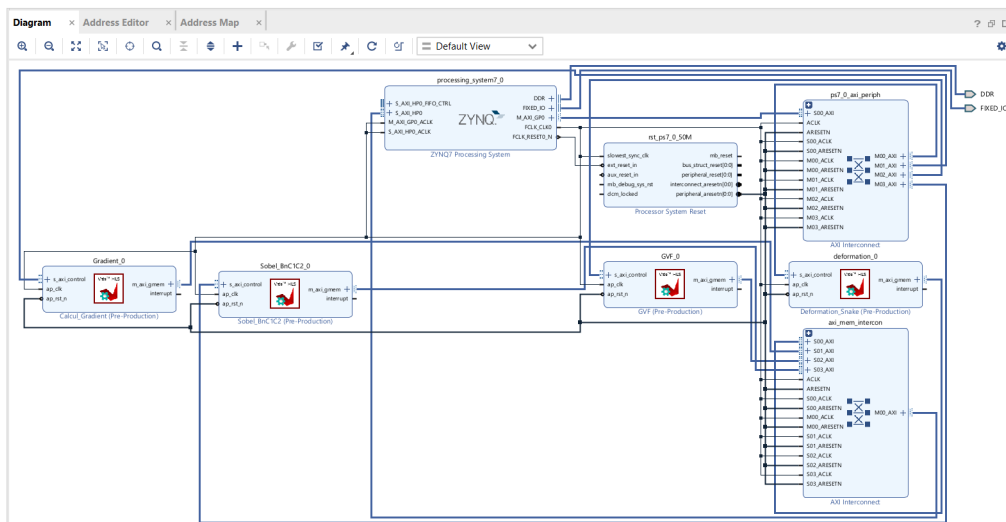 Diagram × Address Editor × Address Map ×
?
Default View
processing_system7_0
S_AXI_HP0_FIFO_CTRL
S_AXI_HP0
M_AXI_GP0_ACLK
S_AXI_HP0_ACLK
ZYNQ
DDR
FIXED_IO
M_AXI_GP0
FCLK_CLK0
FCLK_RESET0_N
ZYNQ7 Processing System
DDR
FIXED_IO
rst_ps7_0_50M
slowest_sync_clk
ext_reset_in
aux_reset_in
mb_debug_sys_rst
dcm_locked
mb_reset
bus_struct_reset[0:0]
peripheral_reset[0:0]
interconnect_aresetn[0:0]
peripheral_aresetn[0:0]
Processor System Reset
ps7_0_axi_periph
S00_AXI
ACLK
ARESETN
S00_ACLK
S00_ARESETN
M00_ACLK
M00_ARESETN
M01_ACLK
M01_ARESETN
M02_ACLK
M02_ARESETN
M03_ACLK
M03_ARESETN
M00_AXI
M01_AXI
M02_AXI
M03_AXI
AXI Interconnect
Gradient_0
s_axi_control
ap_clk
ap_rst_n
m_axi_gmem
interrupt
Calcul_Gradient (Pre-Production)
Sobel_BnC1C2_0
s_axi_control
ap_clk
ap_rst_n
m_axi_gmem
interrupt
Sobel_BnC1C2 (Pre-Production)
GVF_0
s_axi_control
ap_clk
ap_rst_n
m_axi_gmem
interrupt
GVF (Pre-Production)
deformation_0
s_axi_control
ap_clk
ap_rst_n
m_axi_gmem
interrupt
Deformation_Snake (Pre-Production)
axi_mem_intercon
S00_AXI
S01_AXI
S02_AXI
S03_AXI
ACLK
ARESETN
S00_ACLK
S00_ARESETN
M00_ACLK
M00_ARESETN
S01_ACLK
S01_ARESETN
S02_ACLK
S02_ARESETN
S03_ACLK
S03_ARESETN
M00_AXI
AXI Interconnect